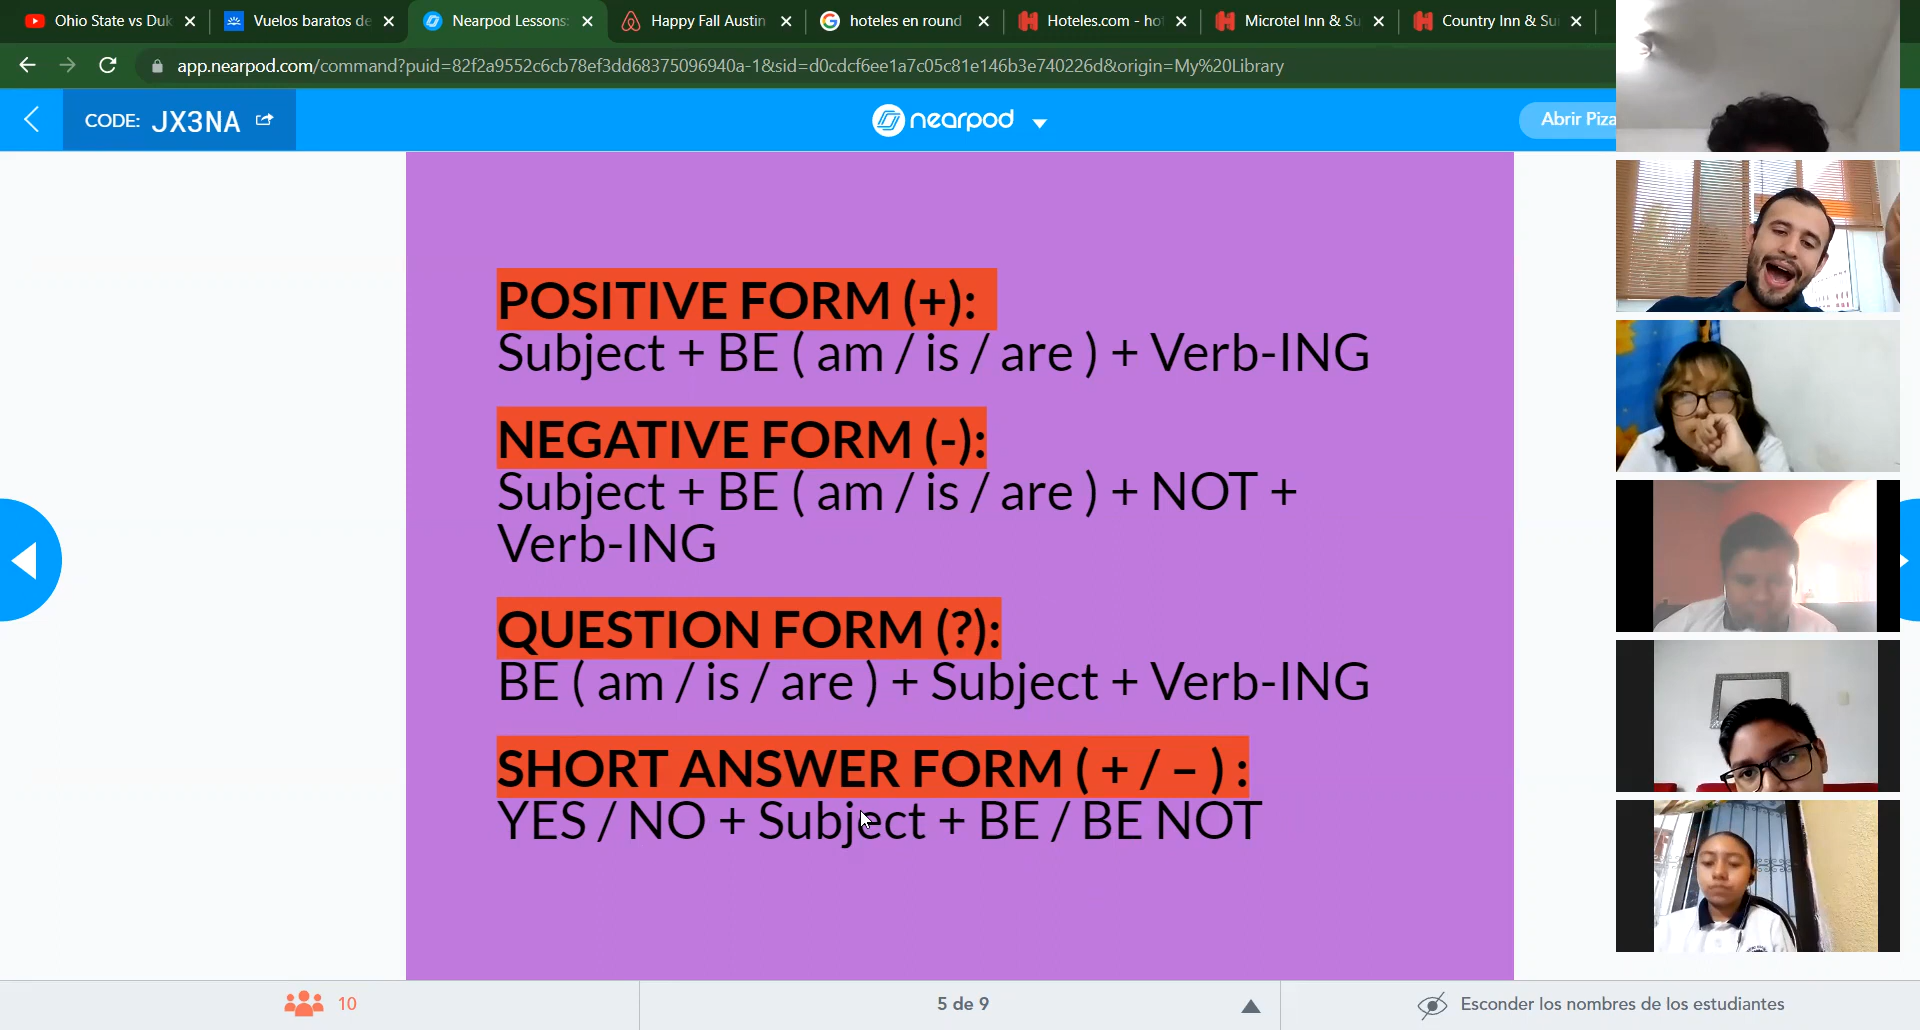 Ohio State vs Duk
Vuelos baratos de
Nearpod Lessons:
Happy Fall Austin
hoteles en round
Hoteles.com - hot
Microtel Inn & Su
Country Inn & Sui
app.nearpod.com/command?puid=82f2a9552c6cb78ef3dd68375096940a-1&sid=d0cdcf6ee1a7c05c81e146b3e740226d&origin=My%20Library
CODE: JX3NA
nearpod
Abrir Piza
POSITIVE FORM (+):
Subject + BE ( am / is / are ) + Verb-ING
NEGATIVE FORM (-):
Subject + BE ( am / is / are ) + NOT +
Verb-ING
QUESTION FORM (?):
BE ( am / is / are ) + Subject + Verb-ING
SHORT ANSWER FORM ( + / – ) :
YES / NO + Subject + BE / BE NOT
10
5 de 9
Esconder los nombres de los estudiantes